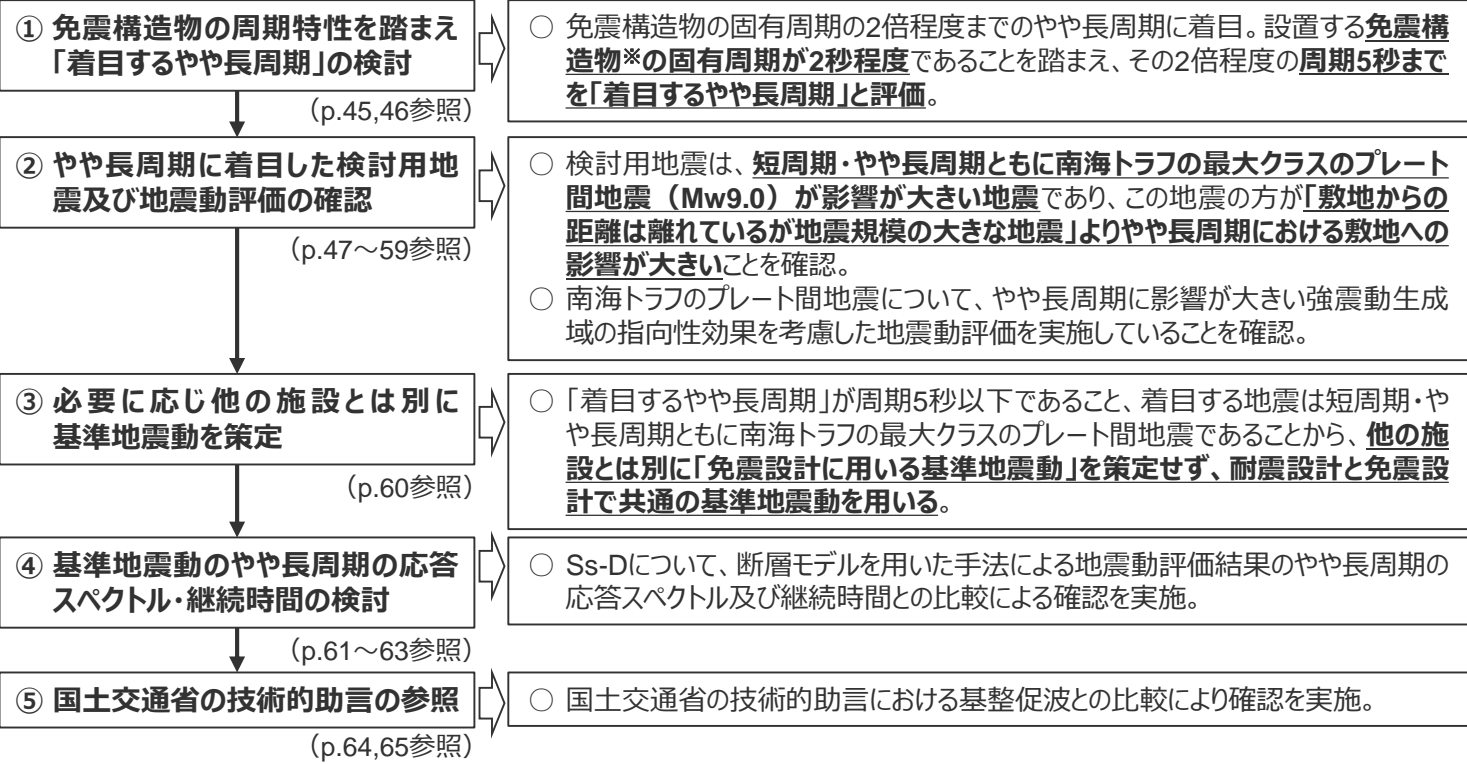 ① 免震構造物の周期特性を踏まえ
「着目するやや長周期」の検討
○ 免震構造物の固有周期の2倍程度までのやや長周期に着目。設置する免震構
造物※の固有周期が2秒程度であることを踏まえ、その2倍程度の周期5秒まで
を「着目するやや長周期」と評価。
（p.45,46参照）
② やや長周期に着目した検討用地
震及び地震動評価の確認
○ 検討用地震は、短周期・やや長周期ともに南海トラフの最大クラスのプレート
間地震（Mw9.0）が影響が大きい地震であり、この地震の方が「敷地からの
距離は離れているが地震規模の大きな地震」よりやや長周期における敷地への
影響が大きいことを確認。
○ 南海トラフのプレート間地震について、やや長周期に影響が大きい強震動生成
域の指向性効果を考慮した地震動評価を実施していることを確認。
（p.47～59参照）
③ 必要に応じ他の施設とは別に
基準地震動を策定
○ 「着目するやや長周期」が周期5秒以下であること、着目する地震は短周期・や
や長周期ともに南海トラフの最大クラスのプレート間地震であることから、他の施
設とは別に「免震設計に用いる基準地震動」を策定せず、耐震設計と免震設
計で共通の基準地震動を用いる。
（p.60参照）
④ 基準地震動のやや長周期の応答
スペクトル・継続時間の検討
○ Ss-Dについて、断層モデルを用いた手法による地震動評価結果のやや長周期の
応答スペクトル及び継続時間との比較による確認を実施。
（p.61～63参照）
⑤ 国土交通省の技術的助言の参照
○ 国土交通省の技術的助言における基整促波との比較により確認を実施。
（p.64,65参照）